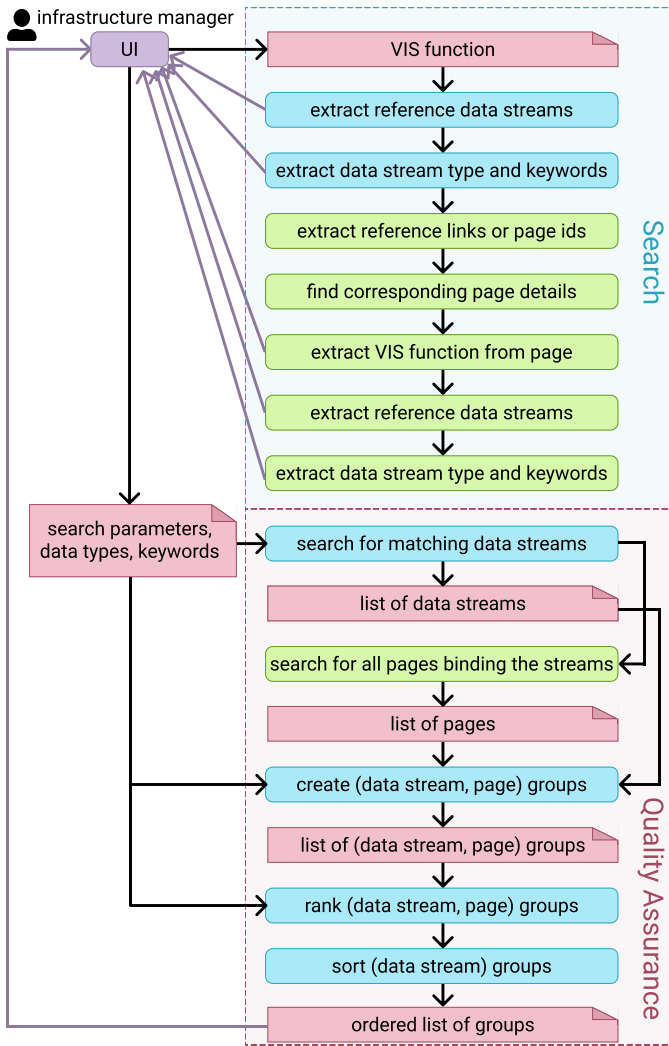 infrastructure manager
UI
VIS function
extract reference data streams
extract data stream type and keywords
extract reference links or page ids
find corresponding page details
extract VIS function from page
extract reference data streams
extract data stream type and keywords
Search
search parameters,
data types, keywords
search for matching data streams
list of data streams
search for all pages binding the streams
list of pages
create (data stream, page) groups
list of (data stream, page) groups
rank (data stream, page) groups
sort (data stream) groups
ordered list of groups
Quality Assurance